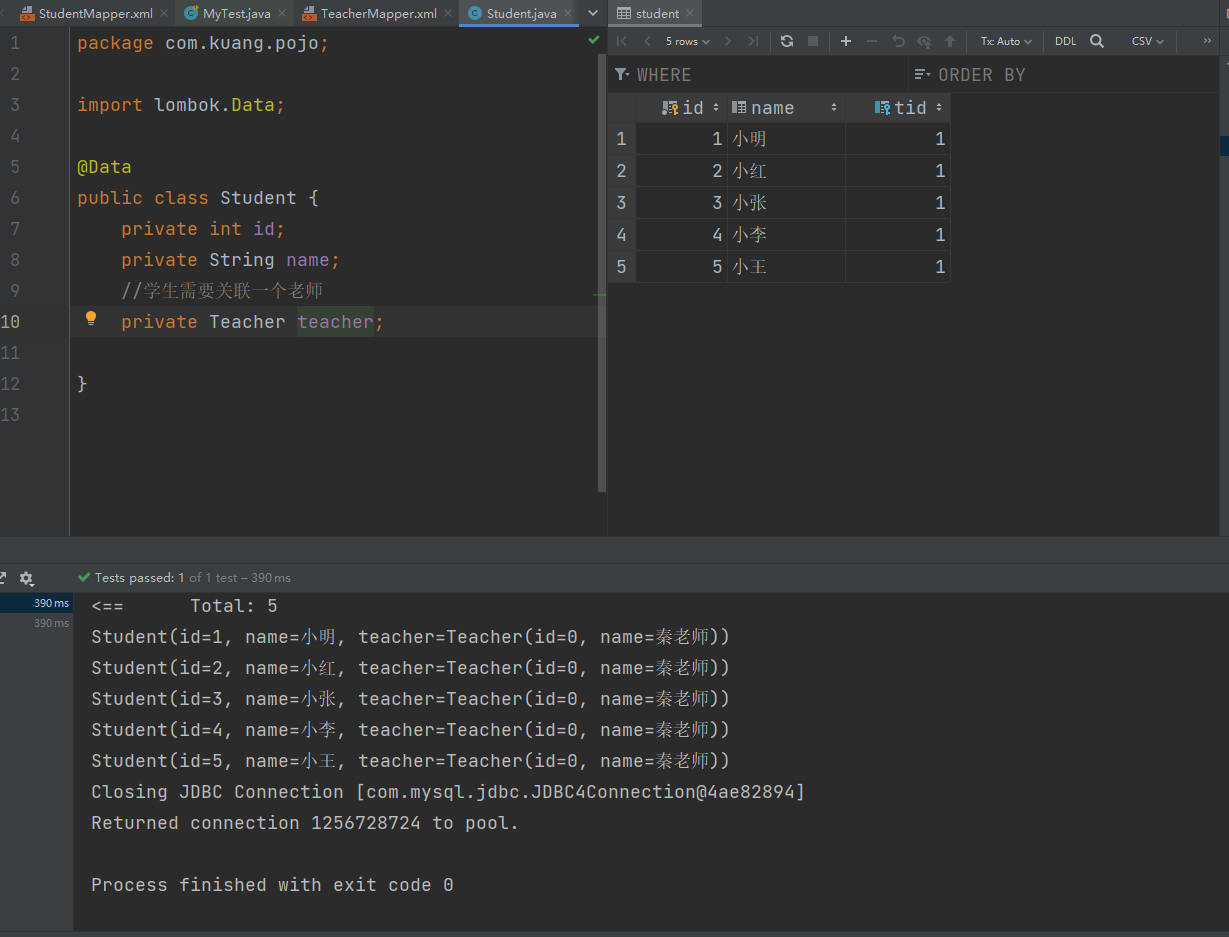 StudentMapper.xml MyTest.java TeacherMapper.xml Student.java student
5 rows Tx: Auto DDL CSV »
WHERE ORDER BY
1 package com.kuang.pojo;
2
3 import lombok.Data;
4
5 @Data
6 public class Student {
7 private int id;
8 private String name;
9 //学生需要关联一个老师
10 private Teacher teacher;
11
12 }
13
id name tid
1 1 小明 1
2 2 小红 1
3 3 小张 1
4 4 小李 1
5 5 小王 1
Tests passed: 1 of 1 test – 390 ms
390 ms
390 ms
<== Total: 5
Student(id=1, name=小明, teacher=Teacher(id=0, name=秦老师))
Student(id=2, name=小红, teacher=Teacher(id=0, name=秦老师))
Student(id=3, name=小张, teacher=Teacher(id=0, name=秦老师))
Student(id=4, name=小李, teacher=Teacher(id=0, name=秦老师))
Student(id=5, name=小王, teacher=Teacher(id=0, name=秦老师))
Closing JDBC Connection [com.mysql.jdbc.JDBC4Connection@4ae82894]
Returned connection 1256728724 to pool.
Process finished with exit code 0